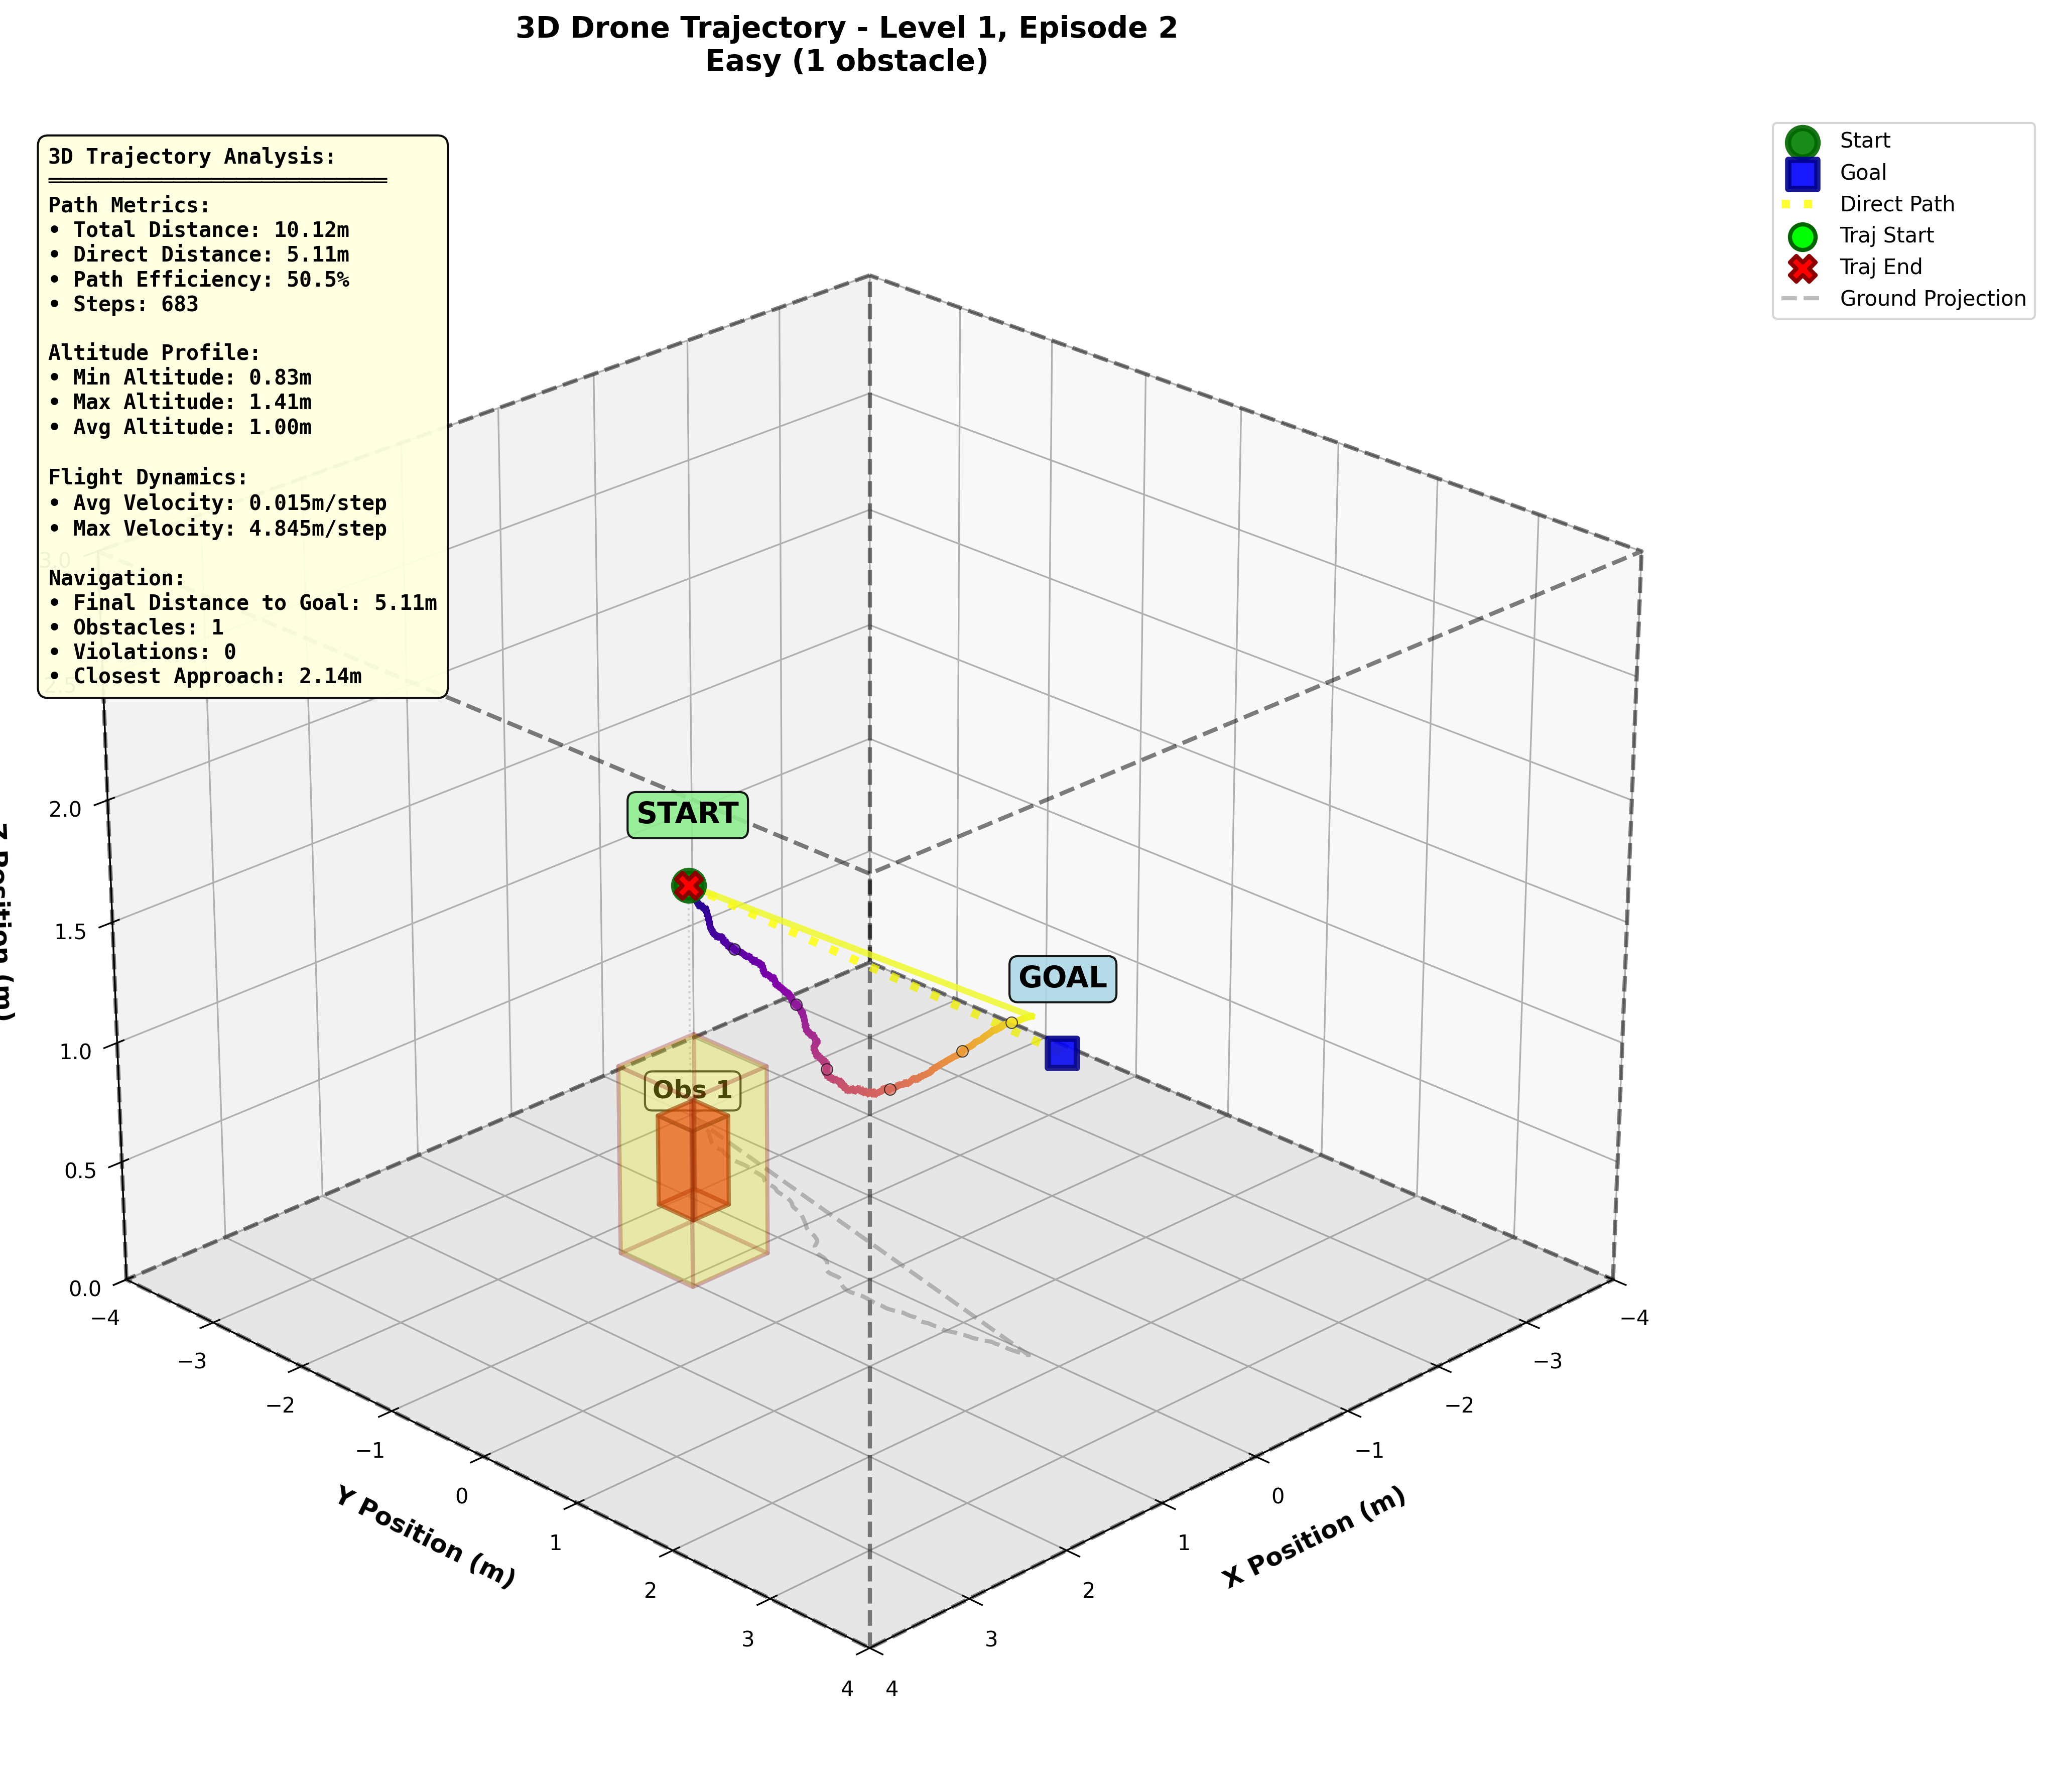 3D Drone Trajectory - Level 1, Episode 2
Easy (1 obstacle)
3D Trajectory Analysis:
Path Metrics:
• Total Distance: 10.12m
• Direct Distance: 5.11m
• Path Efficiency: 50.5%
• Steps: 683
Altitude Profile:
• Min Altitude: 0.83m
• Max Altitude: 1.41m
• Avg Altitude: 1.00m
Flight Dynamics:
• Avg Velocity: 0.015m/step
• Max Velocity: 4.845m/step
Navigation:
• Final Distance to Goal: 5.11m
• Obstacles: 1
• Violations: 0
• Closest Approach: 2.14m
Start
Goal
Direct Path
Traj Start
Traj End
Ground Projection
START
GOAL
Obs 1
3.0
2.5
2.0
1.5
1.0
0.5
0.0
Z Position (m)
−4
−3
−2
−1
0
1
2
3
4
Y Position (m)
4
3
2
1
0
−1
−2
−3
−4
X Position (m)